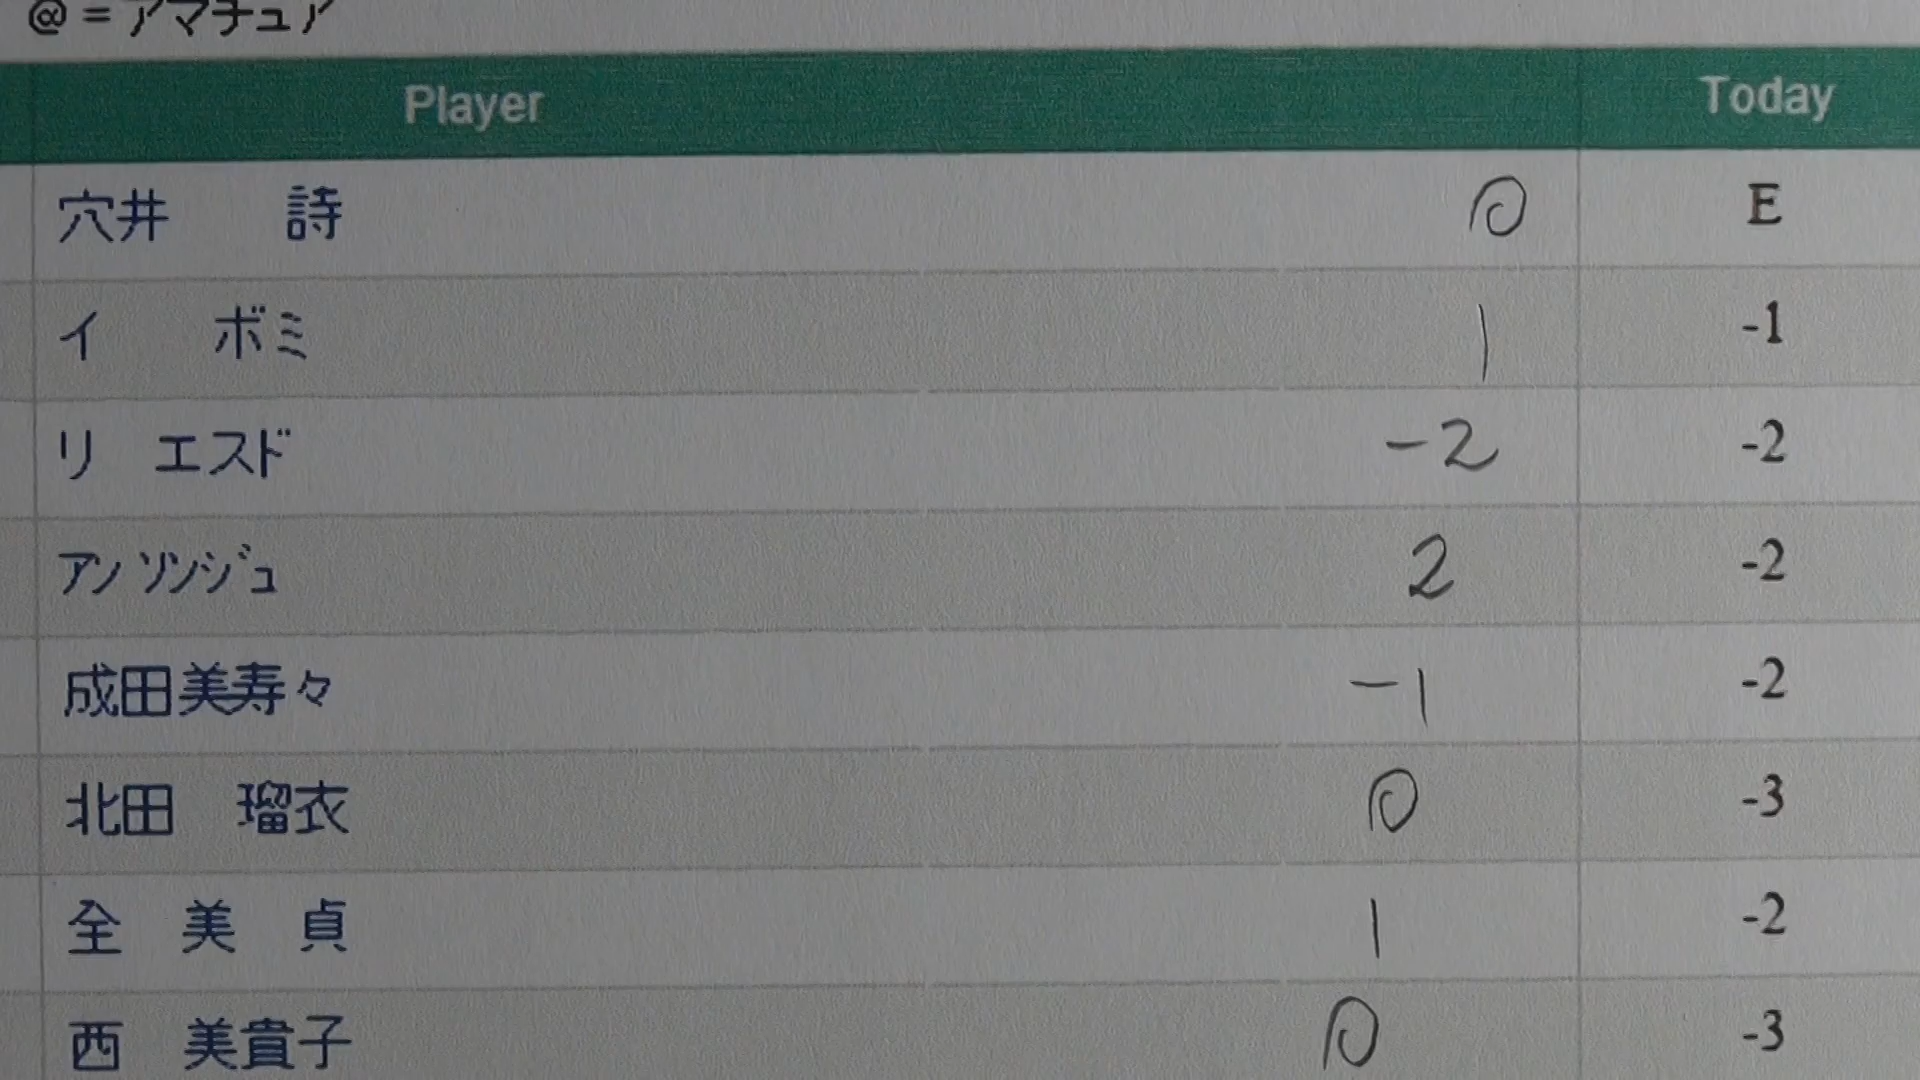 @ = アマチュア
Player Today
穴井 詩 0 E
イ ボミ 1 -1
リ エスド -2 -2
アン ソンジュ 2 -2
成田美寿々 -1 -2
北田 瑠衣 0 -3
全 美 貞 1 -2
西 美貴子 0 -3